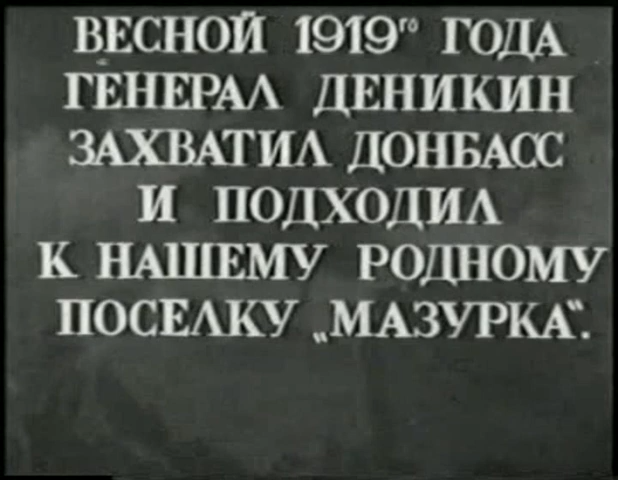 ВЕСНОЙ 1919го ГОДА
ГЕНЕРАЛ ДЕНИКИН
ЗАХВАТИЛ ДОНБАСС
И ПОДХОДИЛ
К НАШЕМУ РОДНОМУ
ПОСЕЛКУ „МАЗУРКА“.